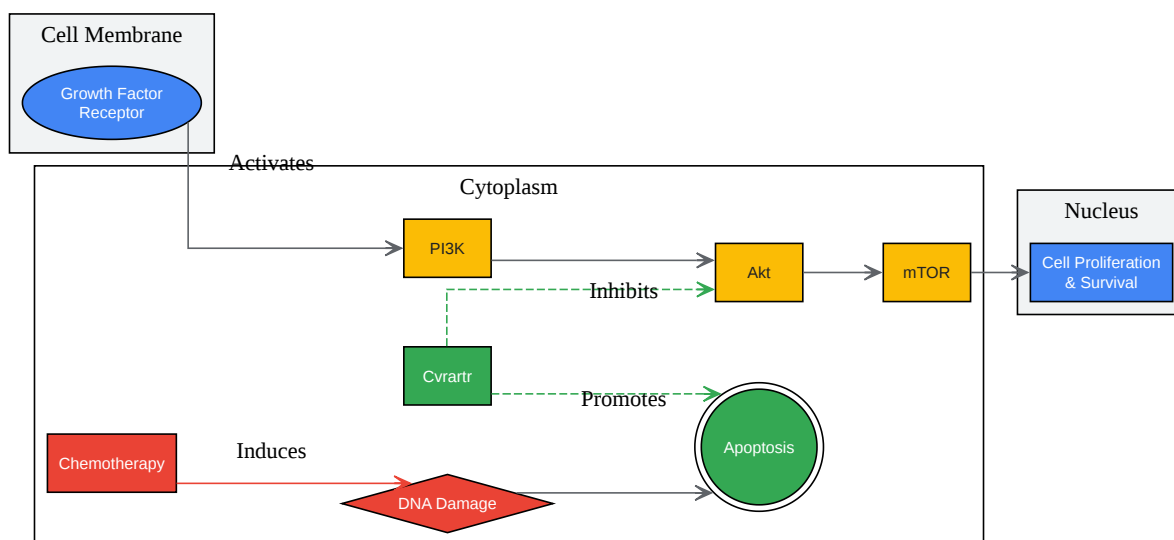 Cell Membrane
Growth Factor
Receptor
Activates
Cytoplasm
Nucleus
PI3K
Akt
mTOR
Cell Proliferation
& Survival
Inhibits
Cvrartr
Promotes
Chemotherapy
Induces
Apoptosis
DNA Damage